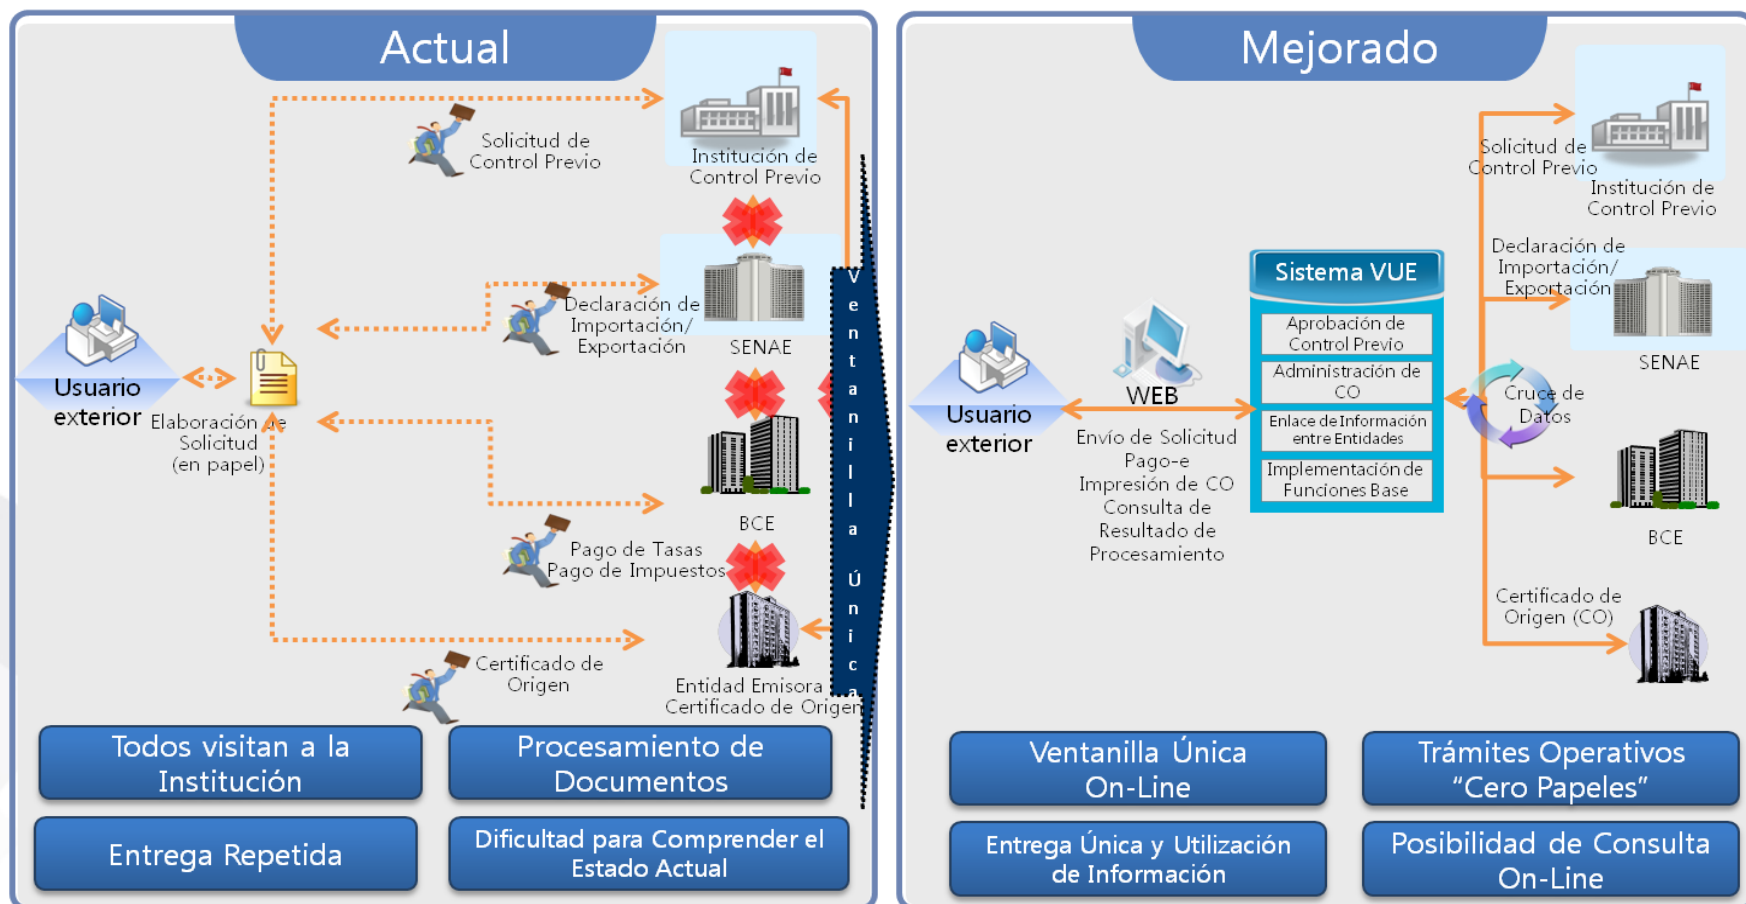 Actual
Solicitud de
Control Previo
Institución de
Control Previo
Declaración de
Importación/
Exportación
SENAE
Usuario
exterior
Elaboración de
Solicitud
(en papel)
BCE
Pago de Tasas
Pago de Impuestos
Certificado de
Origen
Entidad Emisora
Certificado de Origen
Ventanilla Única
Todos visitan a la
Institución
Procesamiento de
Documentos
Entrega Repetida
Dificultad para Comprender el
Estado Actual
Mejorado
Solicitud de
Control Previo
Institución de
Control Previo
Declaración de
Importación/
Exportación
SENAE
Sistema VUE
Aprobación de
Control Previo
Administración de
CO
Enlace de Información
entre Entidades
Implementación de
Funciones Base
Usuario
exterior
WEB
Envío de Solicitud
Pago-e
Impresión de CO
Consulta de
Resultado de
Procesamiento
Cruce de
Datos
BCE
Certificado de
Origen (CO)
Ventanilla Única
On-Line
Trámites Operativos
“Cero Papeles”
Entrega Única y Utilización
de Información
Posibilidad de Consulta
On-Line